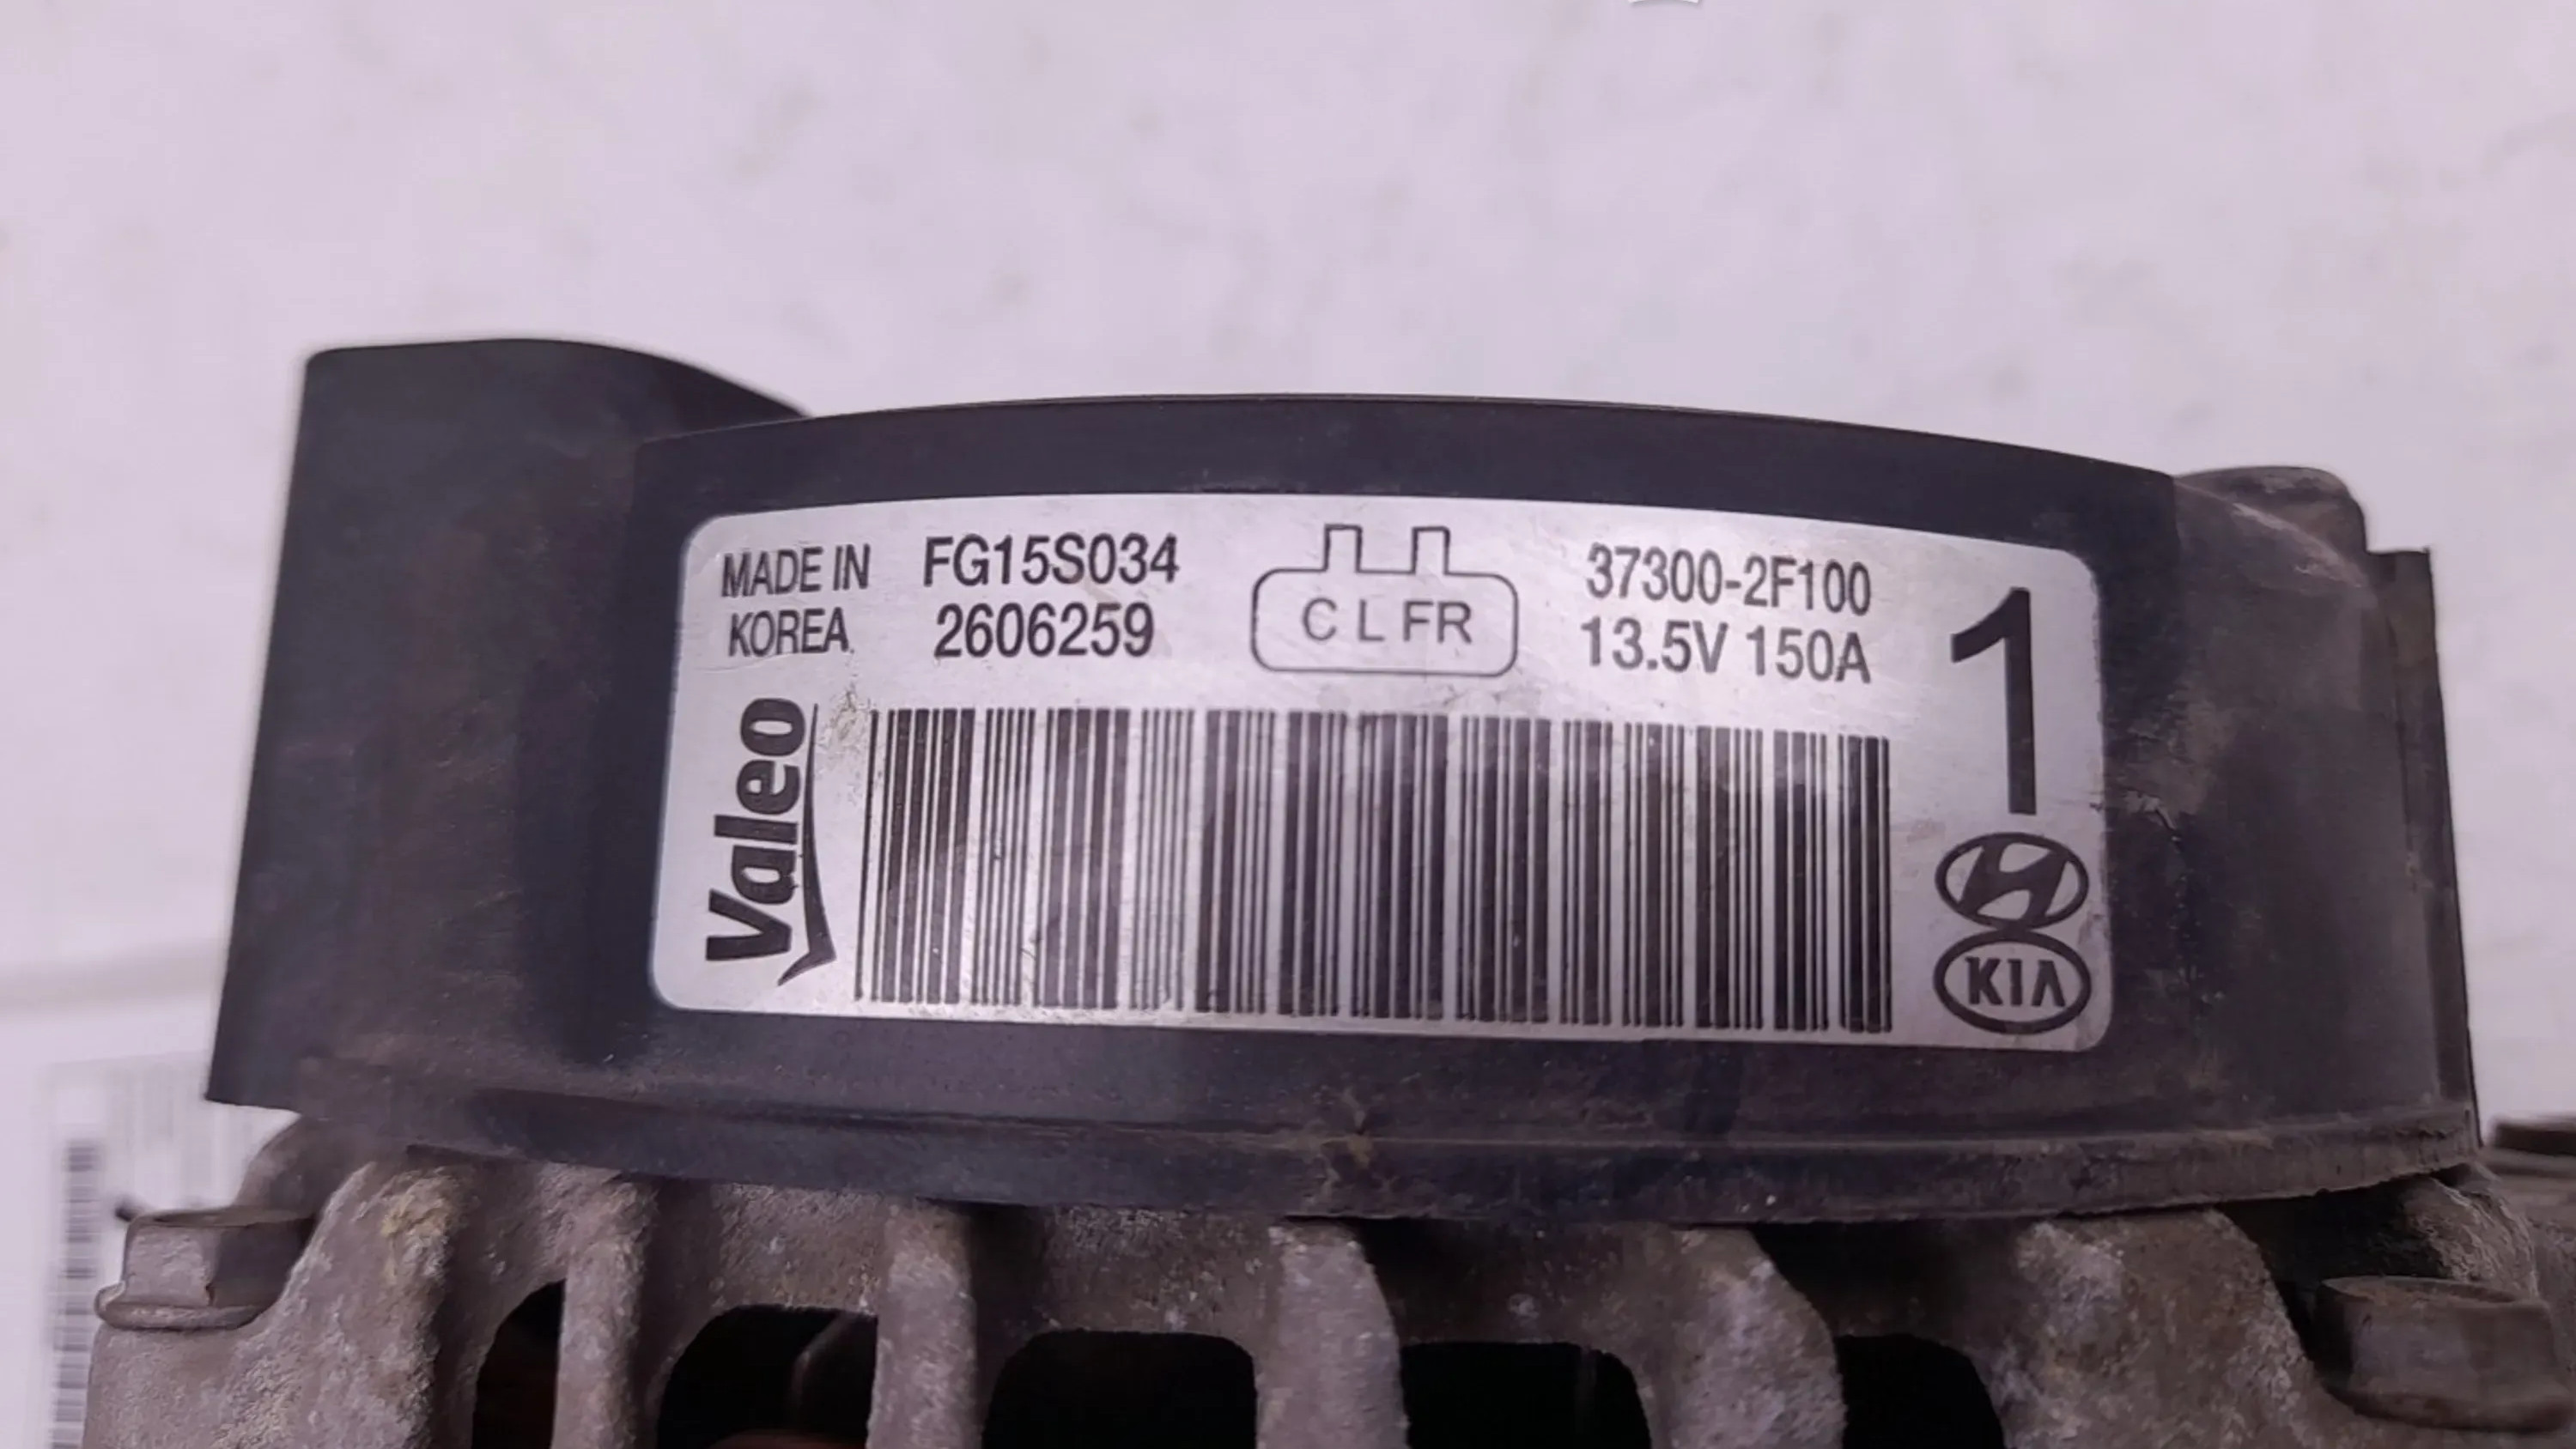 MADE IN
KOREA
FG15S034
2606259
C L FR
37300-2F100
13.5V 150A
1
Valeo
KIA